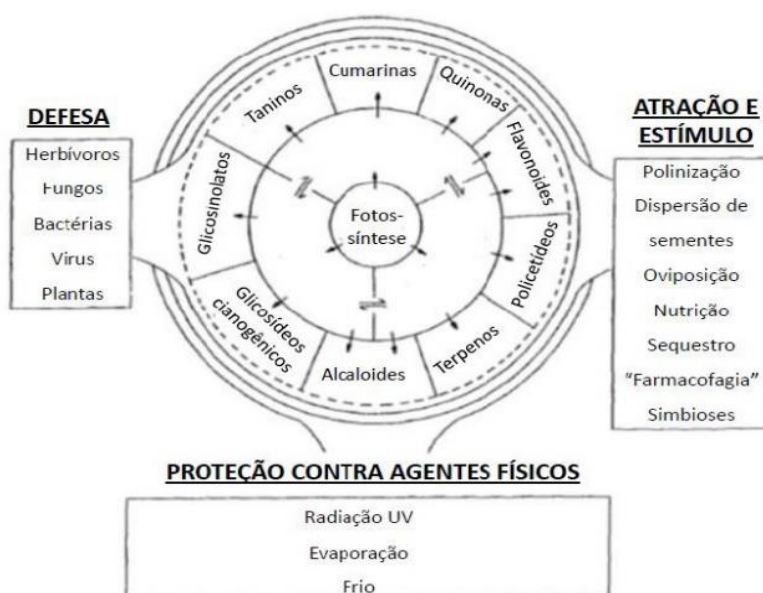 DEFESA
Herbívoros
Fungos
Bactérias
Virus
Plantas
Cumarinas
Quinonas
Flavonoides
Policetídeos
Terpenos
Alcaloides
Glicosídeos
cianogênicos
Glicosinolatos
Taninos
Fotos-
síntese
ATRAÇÃO E
ESTÍMULO
Polinização
Dispersão de
sementes
Oviposição
Nutrição
Sequestro
"Farmacofagia"
Simbioses
PROTEÇÃO CONTRA AGENTES FÍSICOS
Radiação UV
Evaporação
Frio